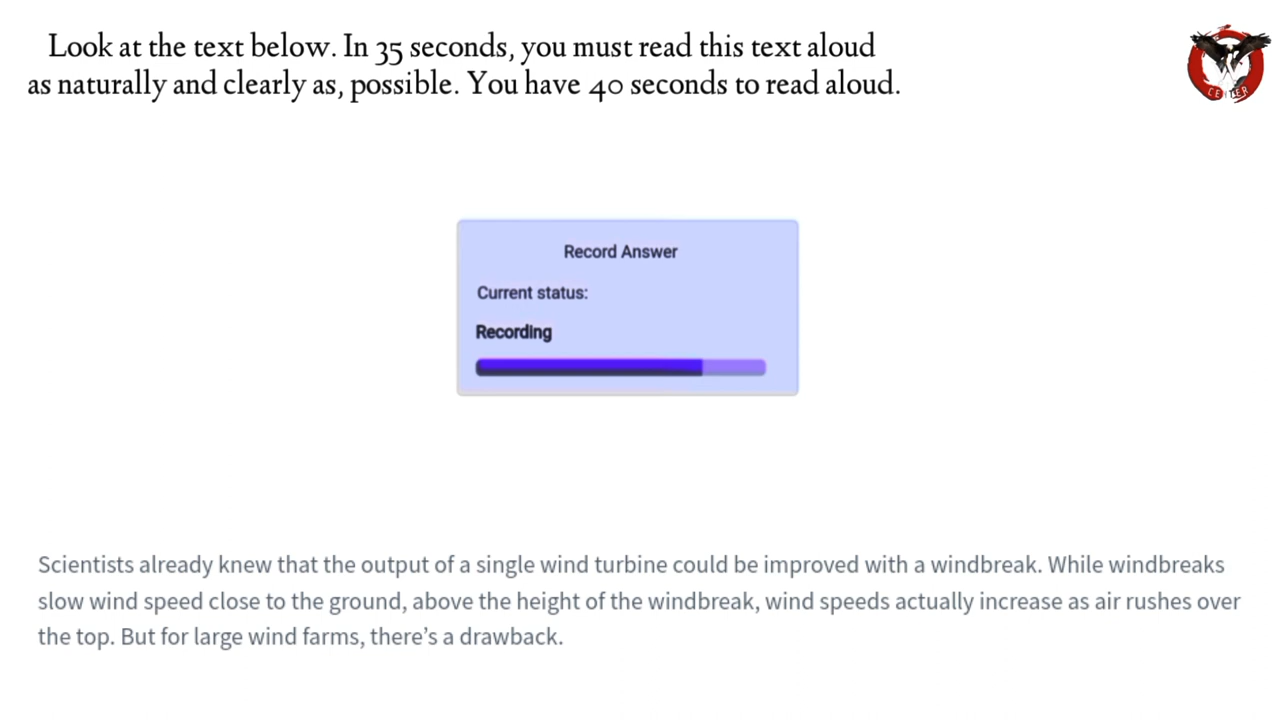 Look at the text below. In 35 seconds, you must read this text aloud
as naturally and clearly as, possible. You have 40 seconds to read aloud.
CENTER
Record Answer
Current status:
Recording
Scientists already knew that the output of a single wind turbine could be improved with a windbreak. While windbreaks
slow wind speed close to the ground, above the height of the windbreak, wind speeds actually increase as air rushes over
the top. But for large wind farms, there’s a drawback.